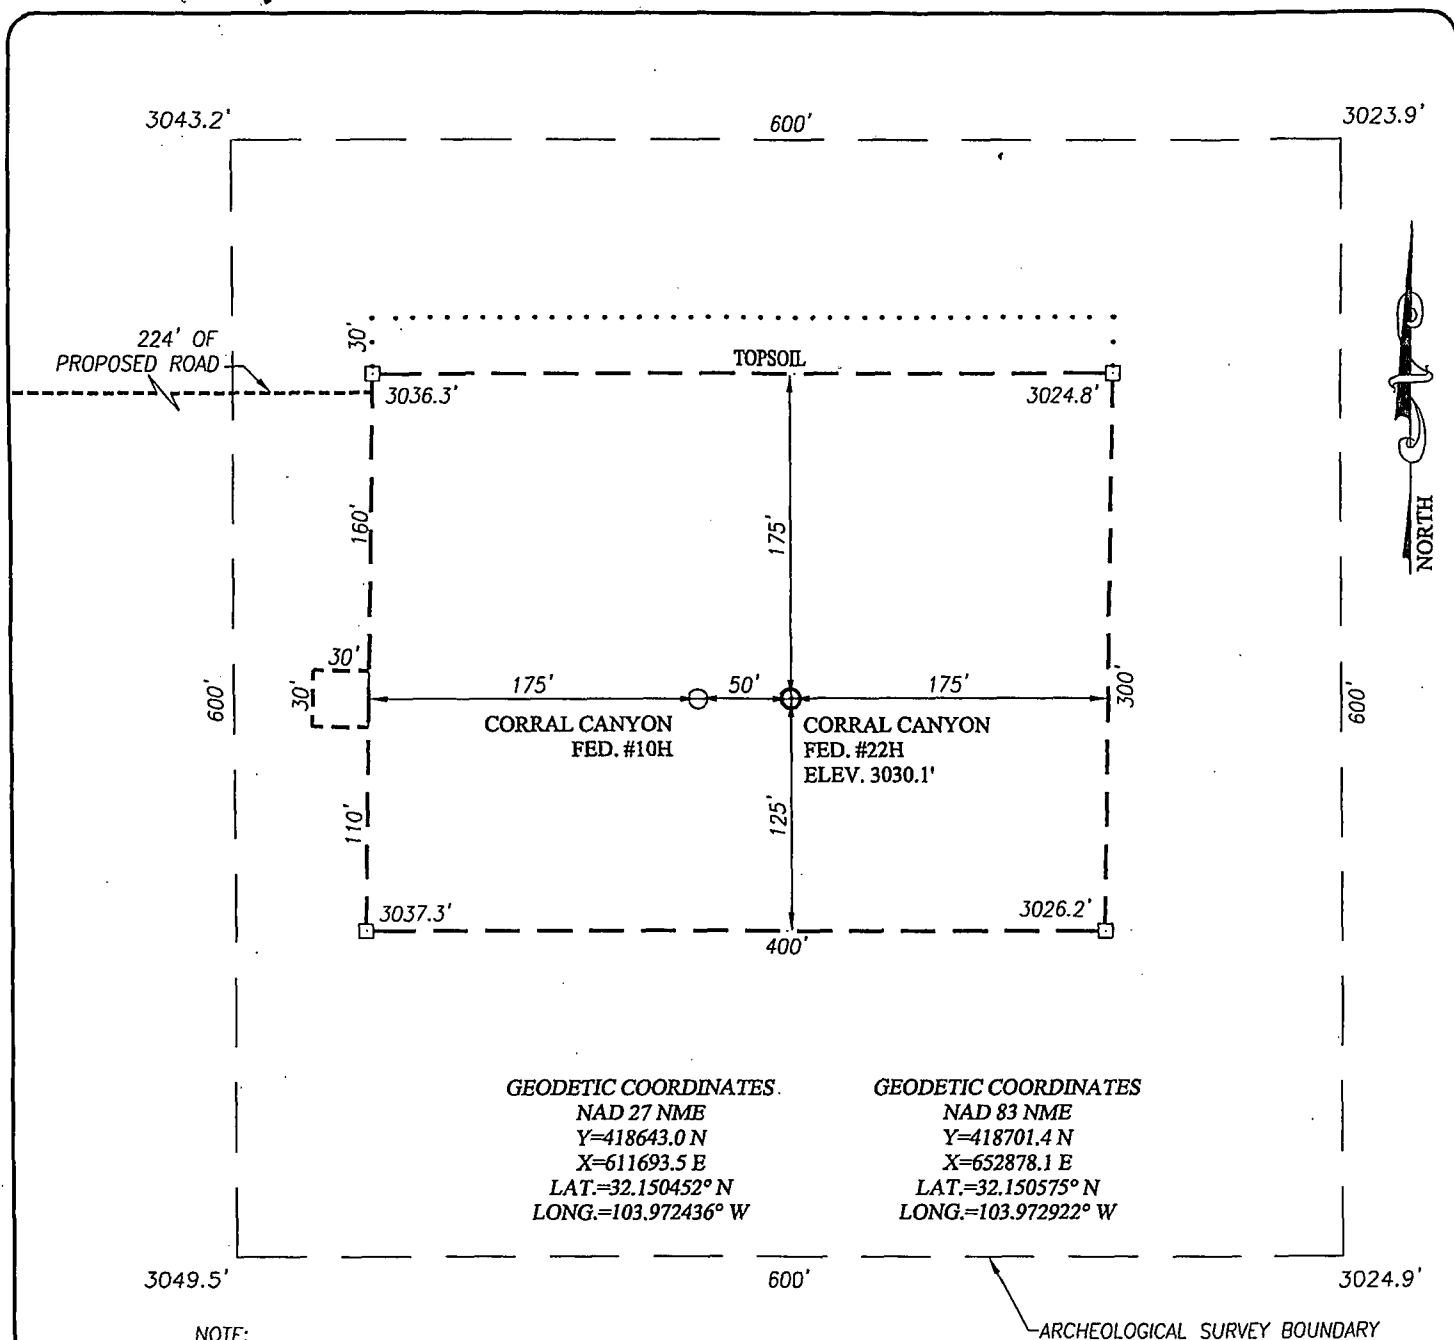 3043.2'
600'
3023.9'
224' OF
PROPOSED ROAD
30'
TOPSOIL
3036.3'
3024.8'
160'
175'
NORTH
30'
30'
600'
175'
50'
175'
300'
600'
CORRAL CANYON
FED. #10H
CORRAL CANYON
FED. #22H
ELEV. 3030.1'
110'
125'
3037.3'
3026.2'
400'
GEODETIC COORDINATES
NAD 27 NME
Y=418643.0 N
X=611693.5 E
LAT.=32.150452° N
LONG.=103.972436° W
GEODETIC COORDINATES
NAD 83 NME
Y=418701.4 N
X=652878.1 E
LAT.=32.150575° N
LONG.=103.972922° W
3049.5'
600'
3024.9'
NOTE:
ARCHEOLOGICAL SURVEY BOUNDARY